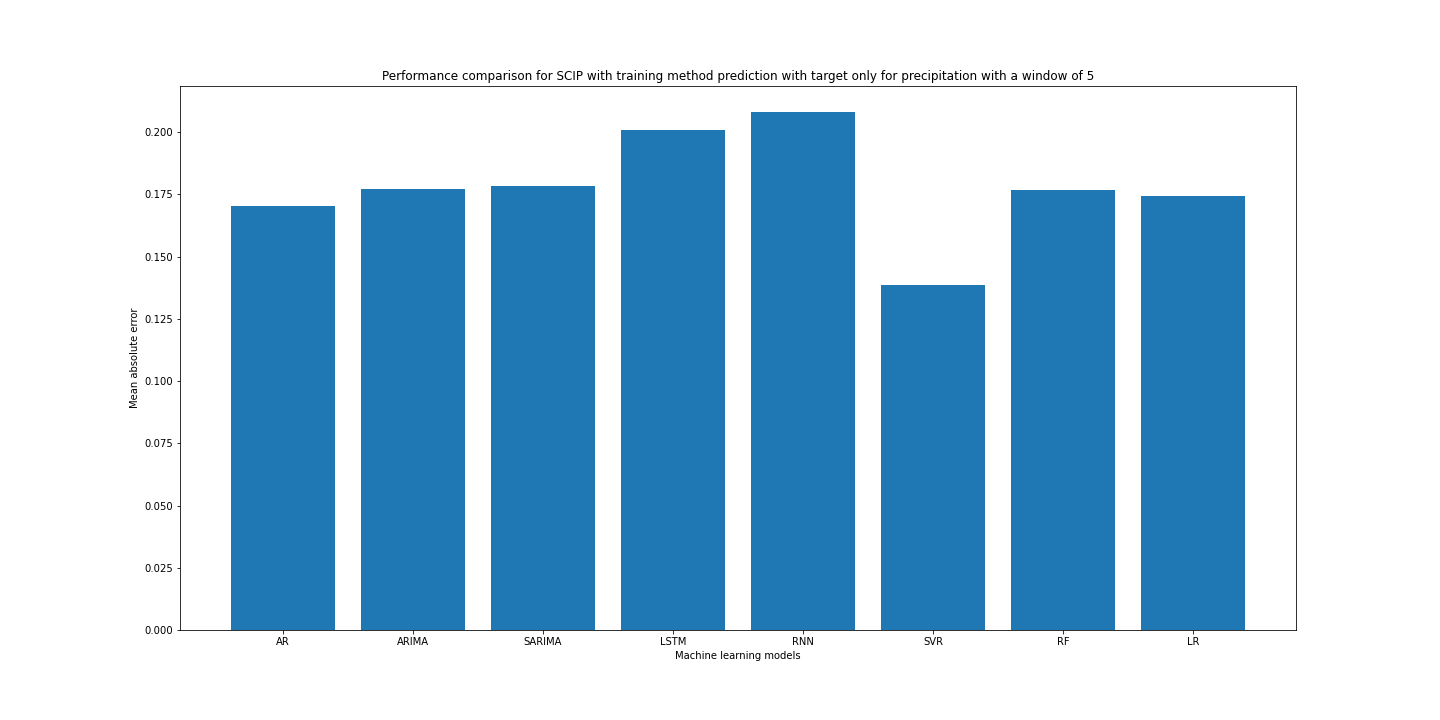 Performance comparison for SCIP with training method prediction with target only for precipitation with a window of 5
0.200
0.175
0.150
0.125
0.100
0.075
0.050
0.025
0.000
Mean absolute error
AR ARIMA SARIMA LSTM RNN SVR RF LR
Machine learning models